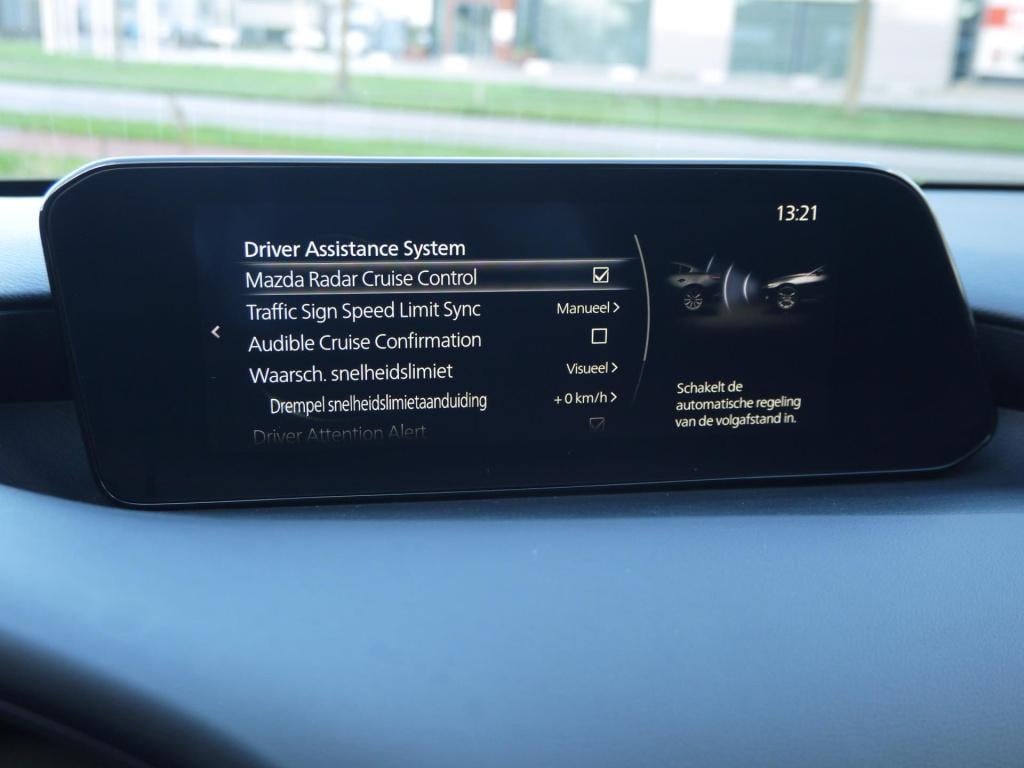 13:21
Driver Assistance System
Mazda Radar Cruise Control
Traffic Sign Speed Limit Sync Manueel >
Audible Cruise Confirmation
Waarsch. snelheidslimiet Visueel >
Drempel snelheidslimietaanduiding + 0 km/h >
Driver Attention Alert
Schakelt de
automatische regeling
van de volgafstand in.